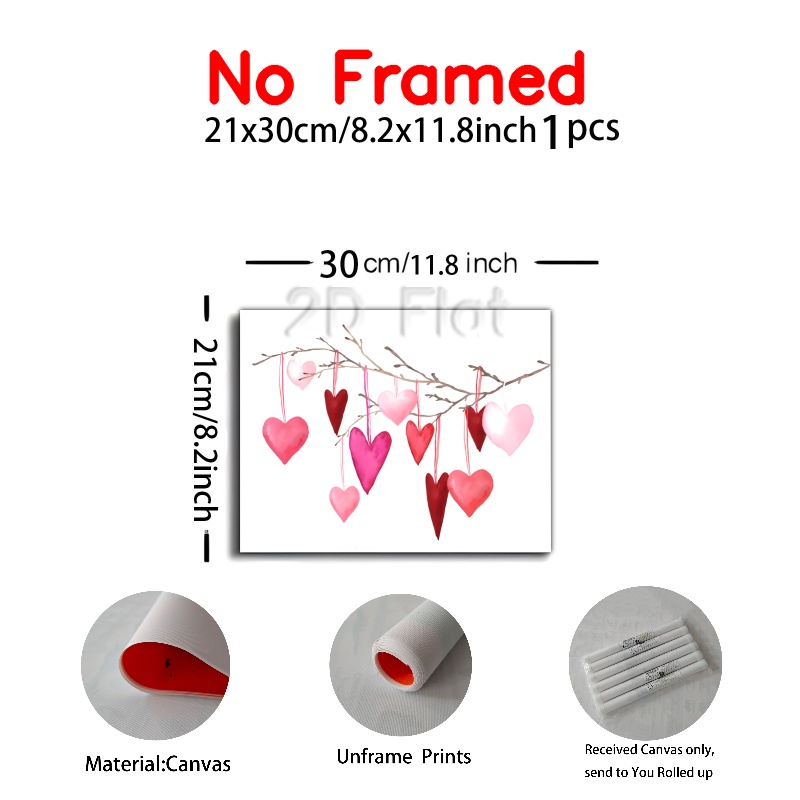 No Framed
21x30cm/8.2x11.8inch 1 pcs
30 cm/11.8 inch
2D Flat
21cm/8.2inch
Material:Canvas
Unframe Prints
Received Canvas only,
send to You Rolled up